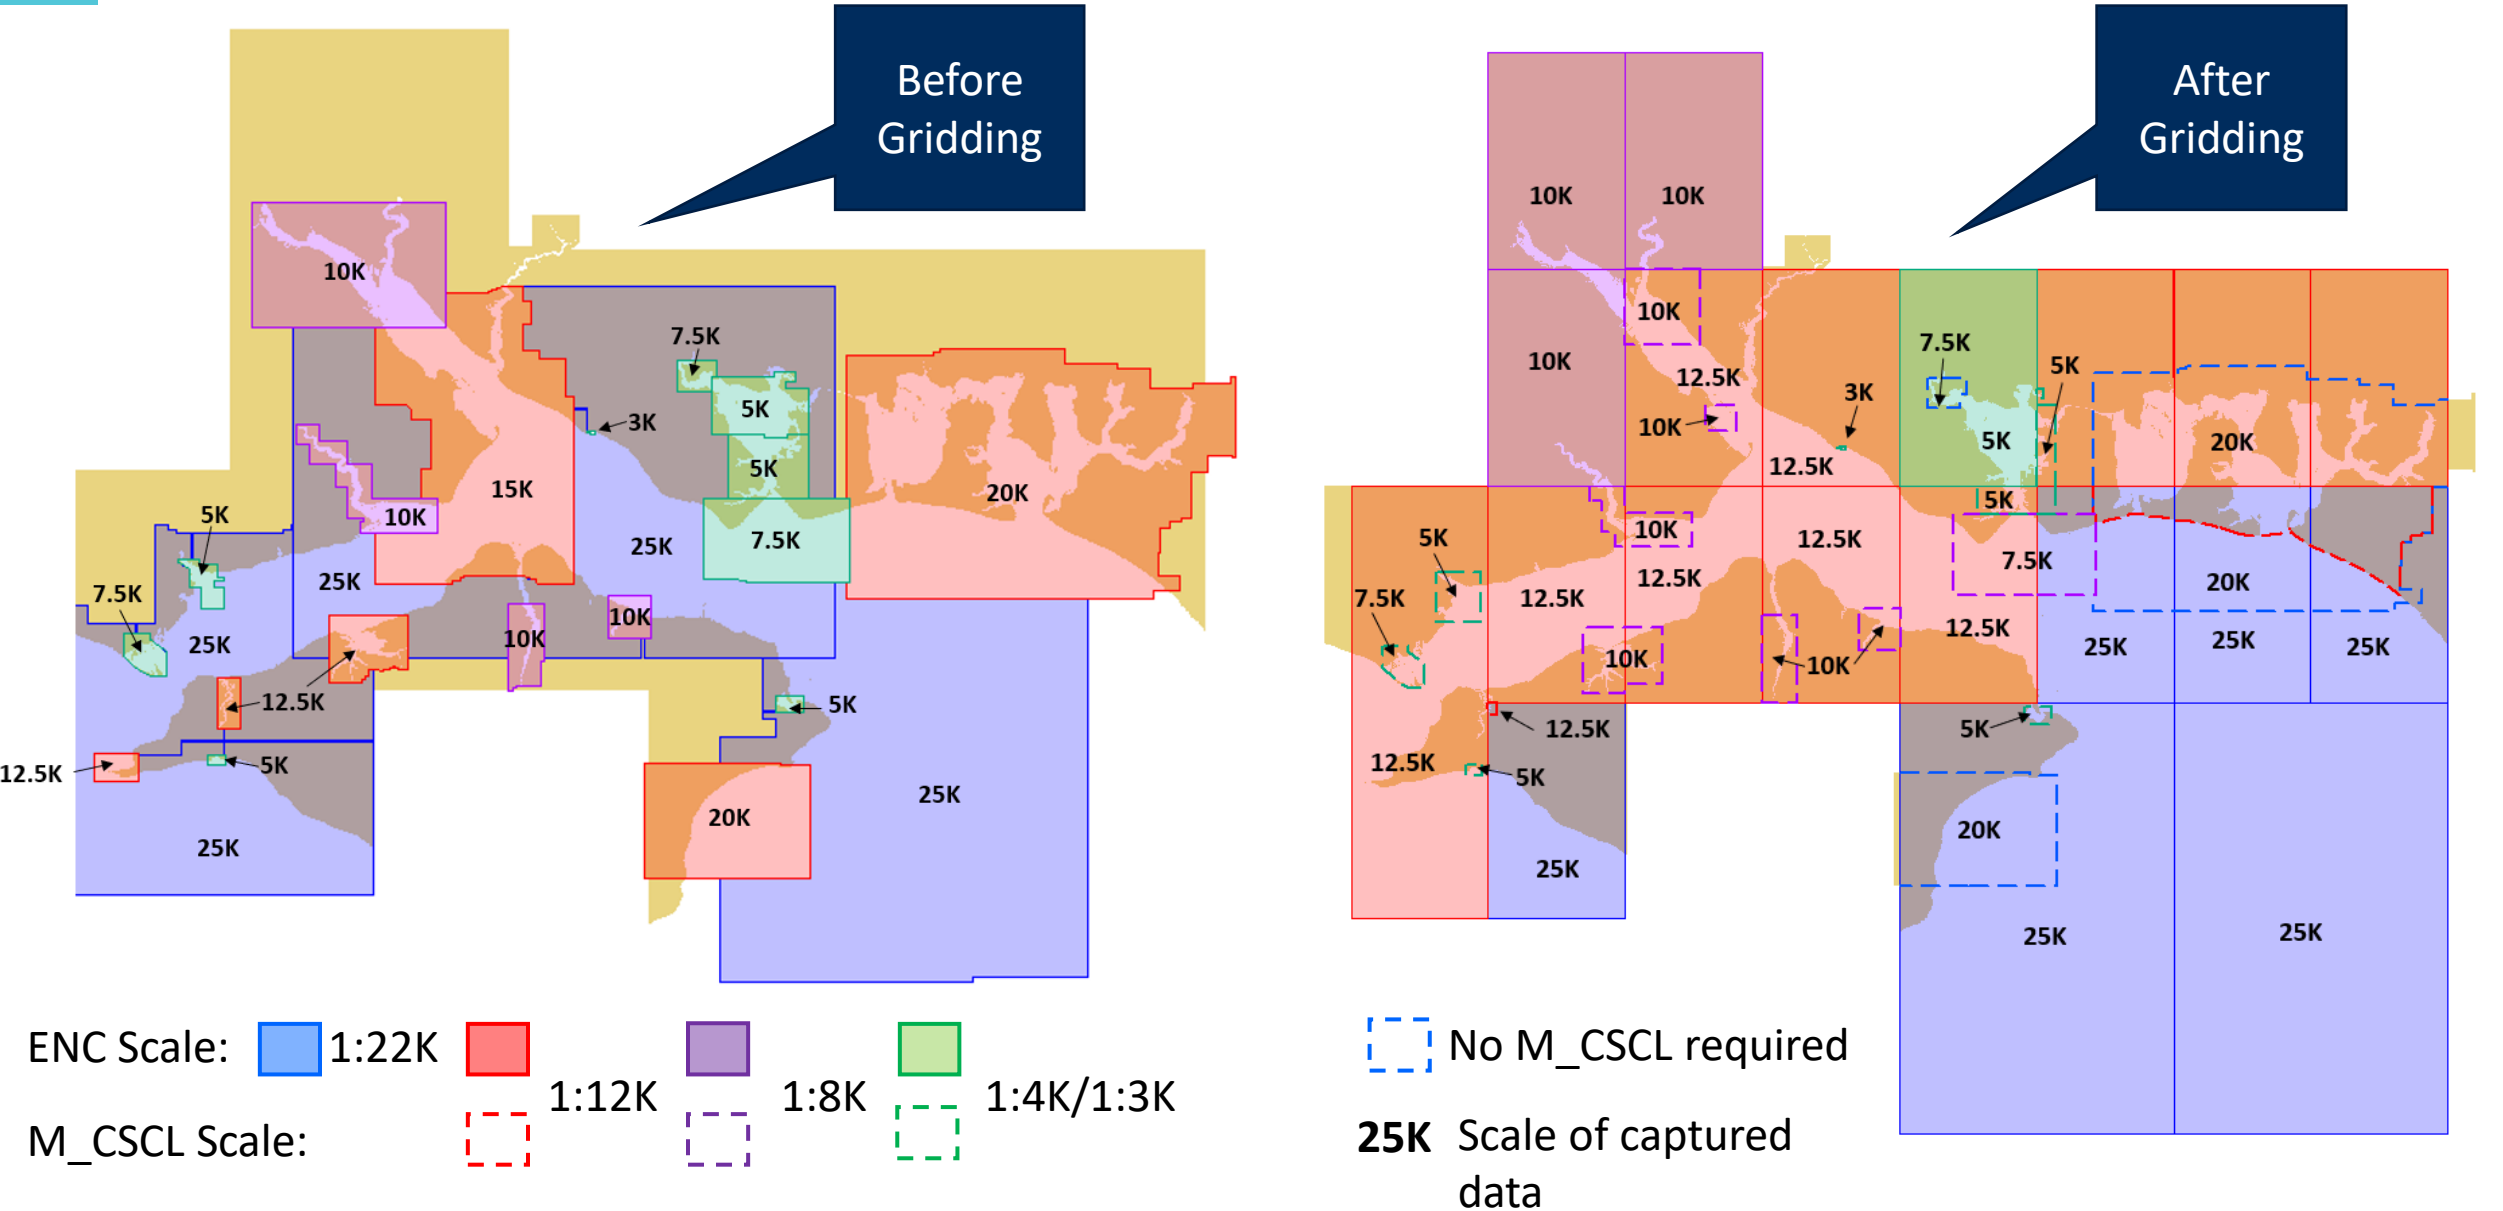 Before
Gridding
10K
7.5K
5K
3K
5K
15K
20K
5K
10K
25K
7.5K
25K
7.5K
25K
10K
10K
12.5K
5K
12.5K
5K
25K
20K
25K
After
Gridding
10K
10K
10K
10K
7.5K
5K
12.5K
3K
10K
5K
20K
12.5K
5K
10K
5K
12.5K
7.5K
12.5K
20K
7.5K
12.5K
12.5K
25K
25K
25K
10K
10K
12.5K
5K
12.5K
5K
20K
25K
25K
25K
ENC Scale:
1:22K
1:12K
1:8K
1:4K/1:3K
M_CSCL Scale:
No M_CSCL required
25K Scale of captured
data